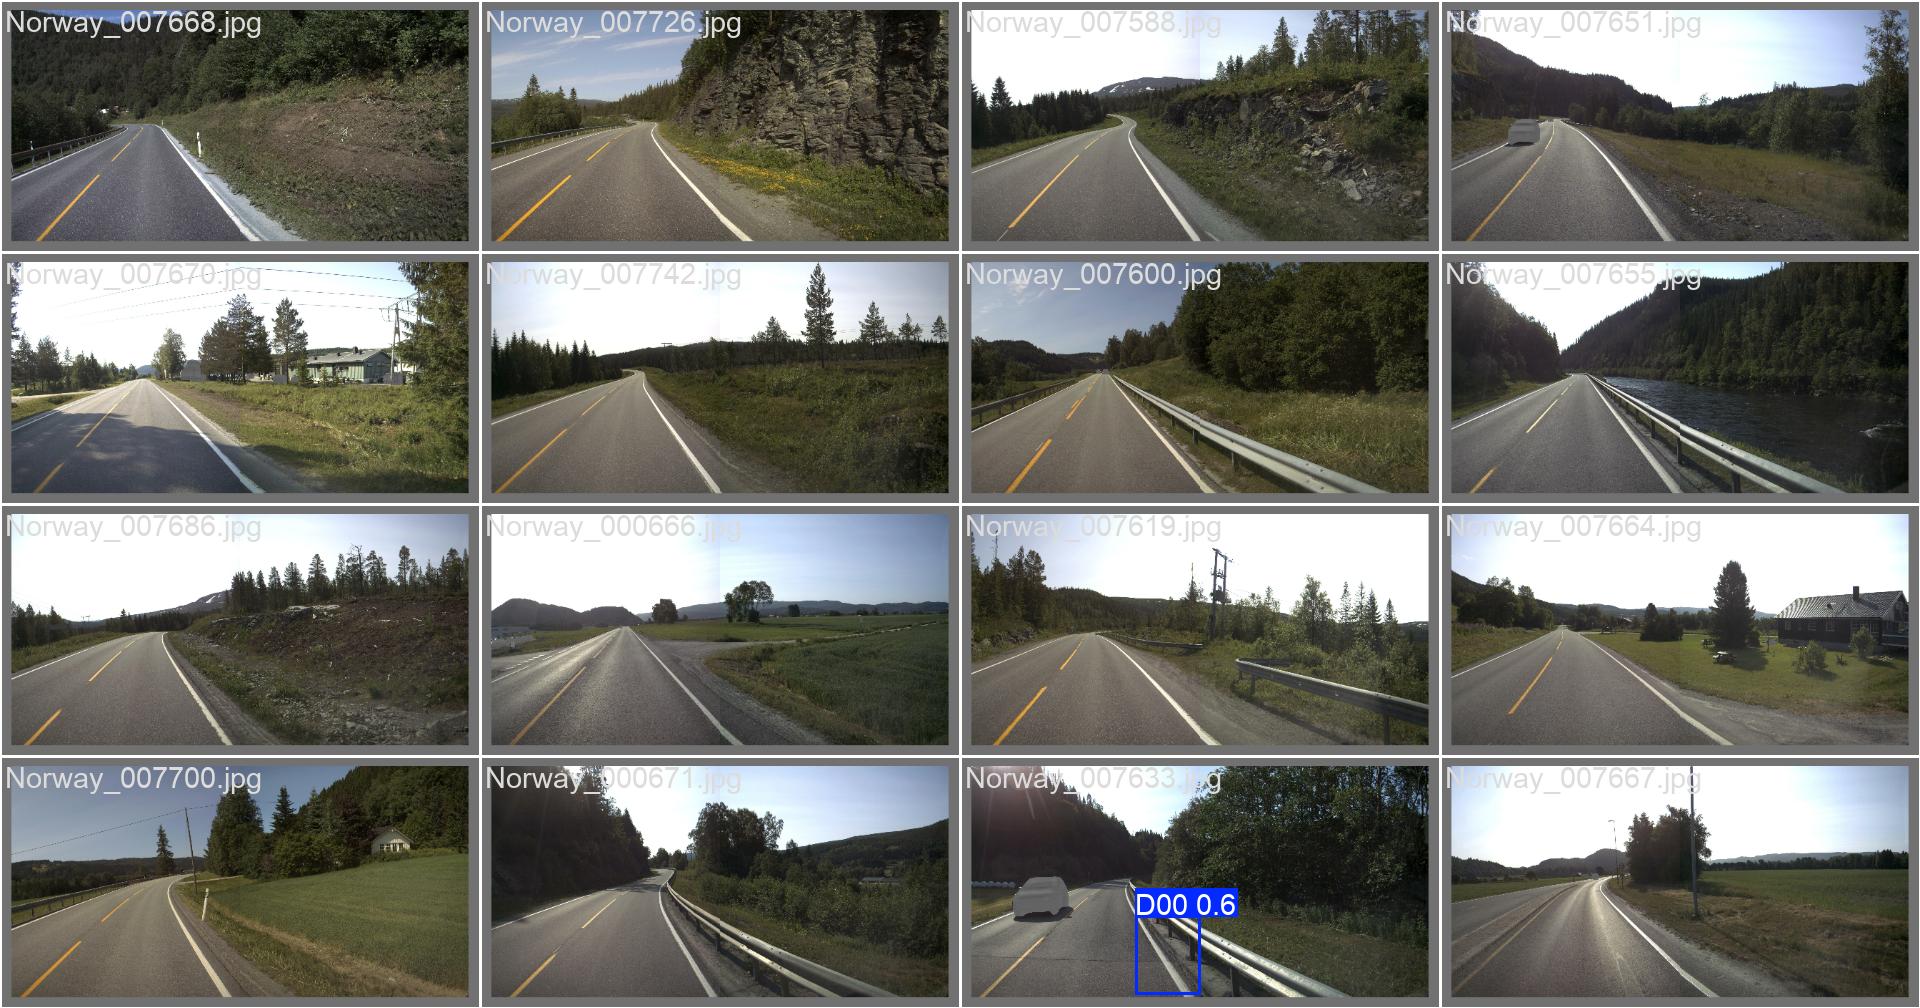 Norway_007668.jpg
Norway_007726.jpg
Norway_007588.jpg
Norway_007651.jpg
Norway_007670.jpg
Norway_007742.jpg
Norway_007600.jpg
Norway_007655.jpg
Norway_007686.jpg
Norway_000666.jpg
Norway_007619.jpg
Norway_007664.jpg
Norway_007700.jpg
Norway_000671.jpg
Norway_007633.jpg
Norway_007667.jpg
D00 0.6